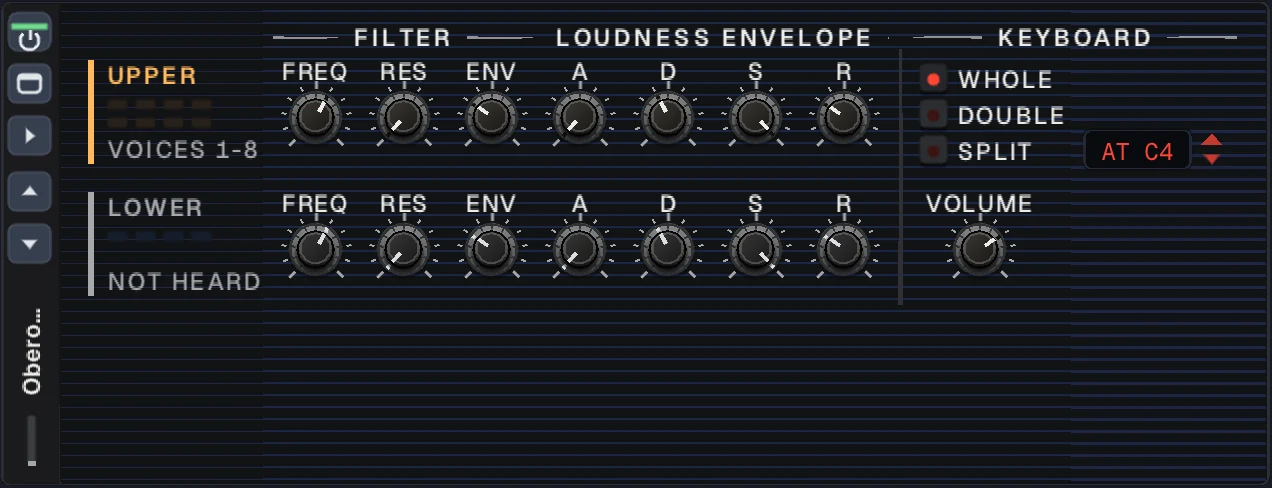 FILTER LOUDNESS ENVELOPE KEYBOARD
UPPER FREQ RES ENV A D S R WHOLE
DOUBLE
VOICES 1-8 SPLIT AT C4
LOWER FREQ RES ENV A D S R VOLUME
NOT HEARD
Obero...